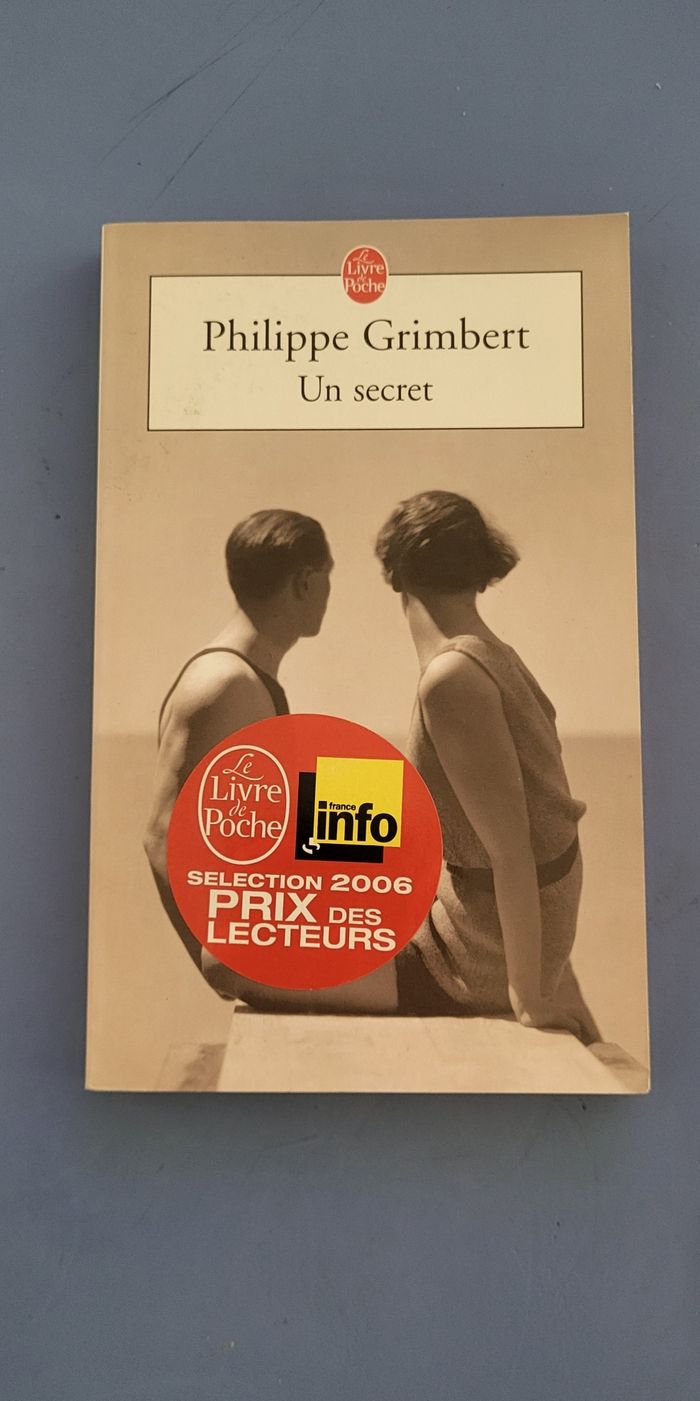 Le
Livre
de
Poche
Philippe Grimbert
Un secret
Le
Livre
de
Poche
france
info
SELECTION 2006
PRIX DES
LECTEURS